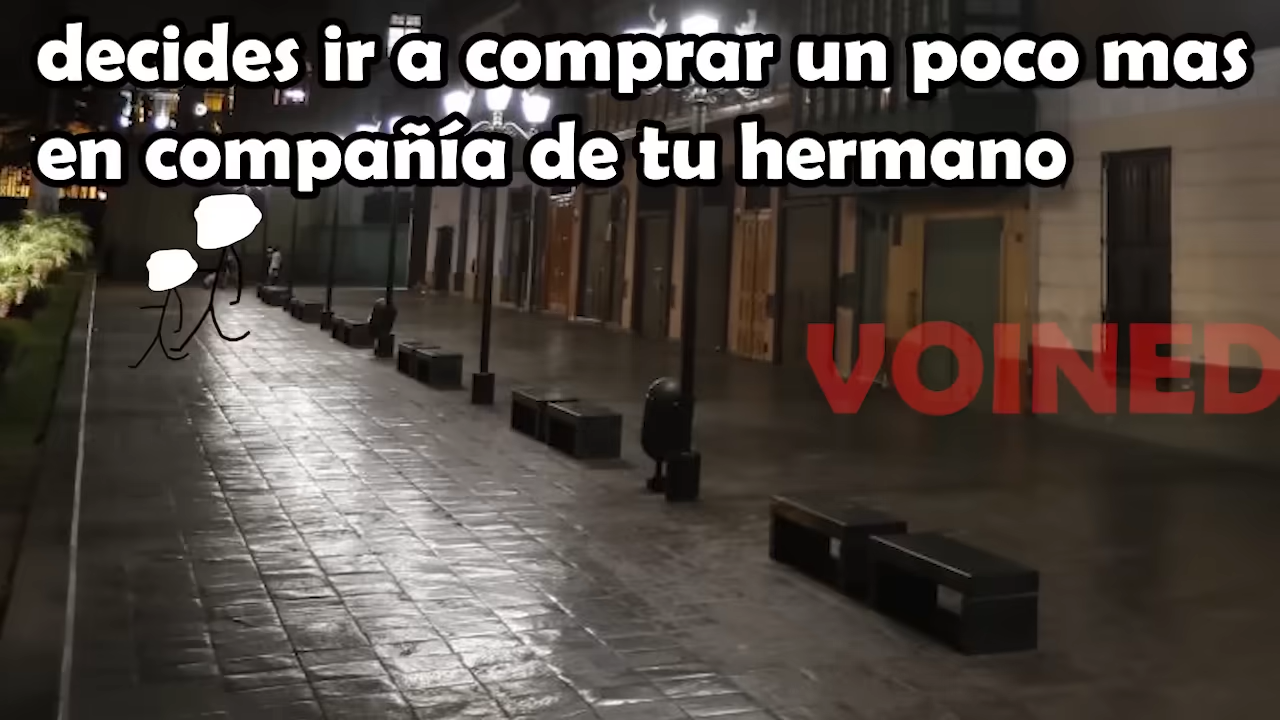 decides ir a comprar un poco mas
en compañía de tu hermano
VOINED